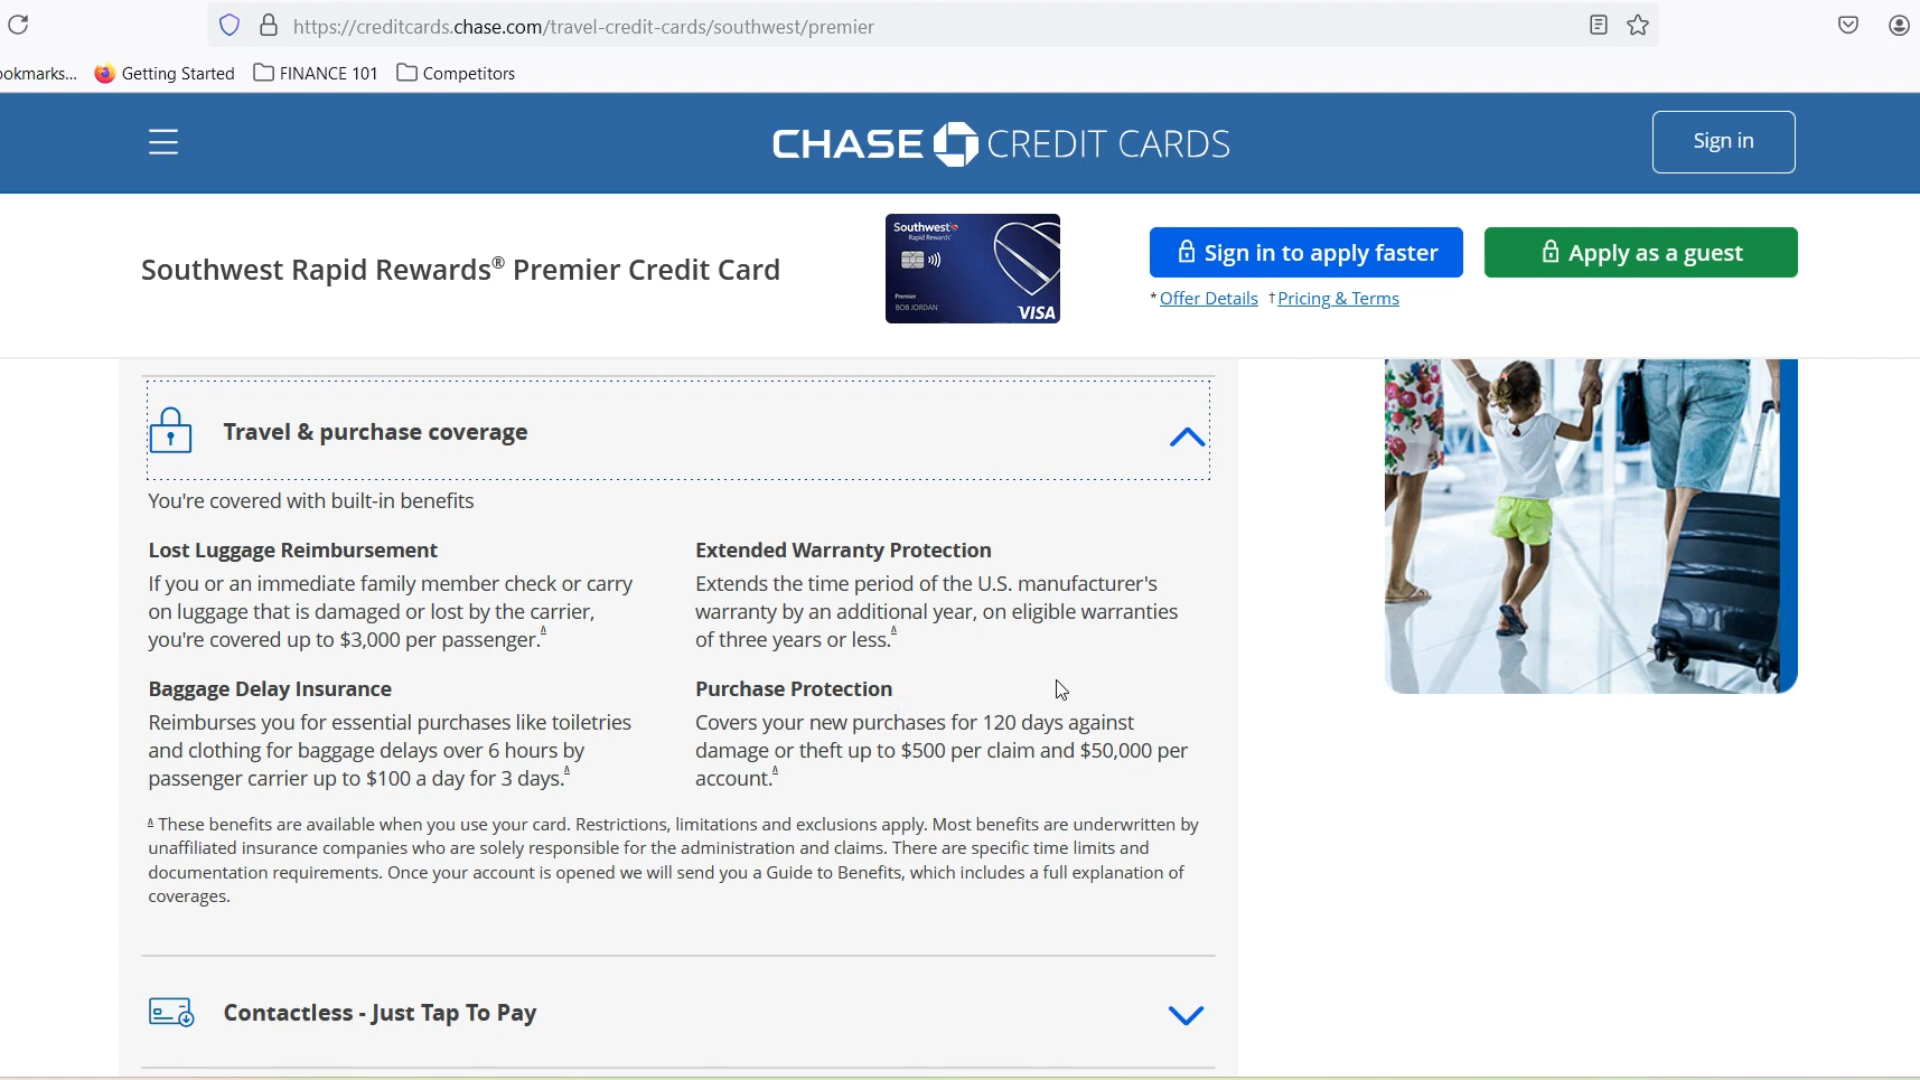 https://creditcards.chase.com/travel-credit-cards/southwest/premier
ookmarks... Getting Started FINANCE 101 Competitors
CHASE CREDIT CARDS
Sign in
Southwest Rapid Rewards® Premier Credit Card
Southwest
Rapid Rewards
Premier
BOB JORDAN
VISA
Sign in to apply faster
Apply as a guest
* Offer Details †Pricing & Terms
Travel & purchase coverage
You're covered with built-in benefits
Lost Luggage Reimbursement
If you or an immediate family member check or carry
on luggage that is damaged or lost by the carrier,
you're covered up to $3,000 per passenger.Δ
Baggage Delay Insurance
Reimburses you for essential purchases like toiletries
and clothing for baggage delays over 6 hours by
passenger carrier up to $100 a day for 3 days.Δ
Extended Warranty Protection
Extends the time period of the U.S. manufacturer's
warranty by an additional year, on eligible warranties
of three years or less.Δ
Purchase Protection
Covers your new purchases for 120 days against
damage or theft up to $500 per claim and $50,000 per
account.Δ
Δ These benefits are available when you use your card. Restrictions, limitations and exclusions apply. Most benefits are underwritten by
unaffiliated insurance companies who are solely responsible for the administration and claims. There are specific time limits and
documentation requirements. Once your account is opened we will send you a Guide to Benefits, which includes a full explanation of
coverages.
Contactless - Just Tap To Pay